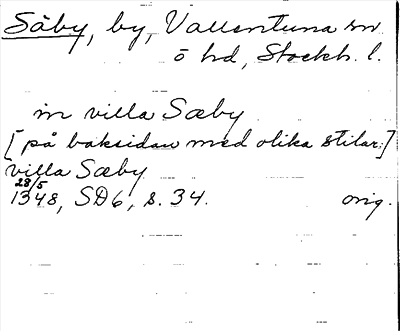 Säby, by, Vallentuna sn
ö hd, Stockh. l.
in villa Sæby
[på baksidan med olika stilar:]
villa Sæby
28/5
1348, SD6, s. 34. orig.